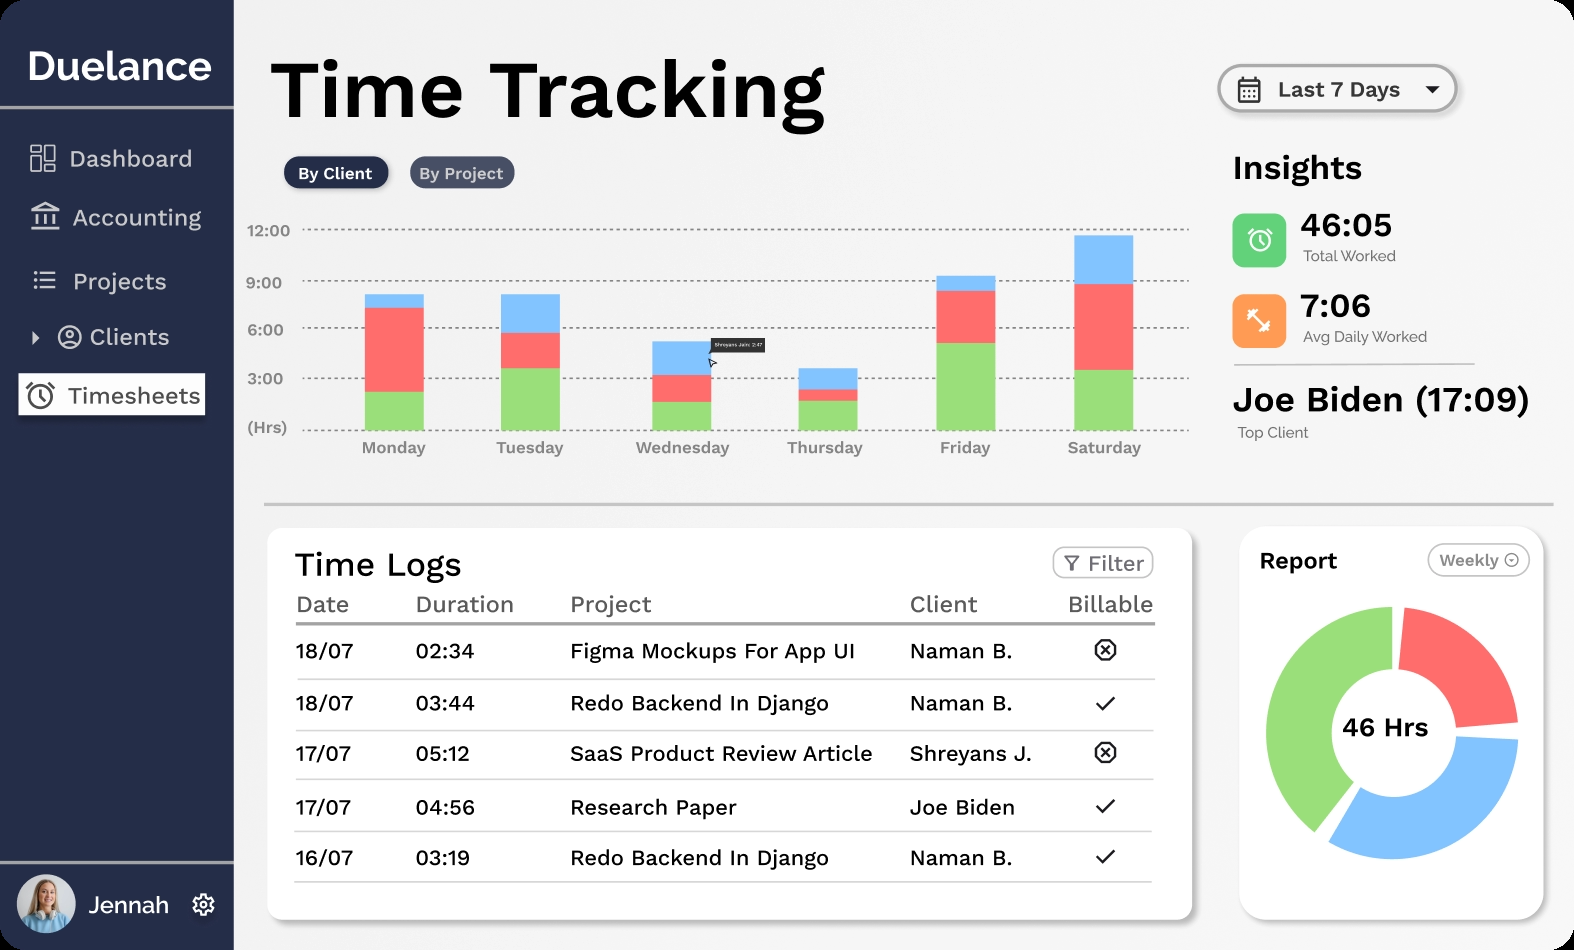 Duelance
Dashboard
Accounting
Projects
Clients
Timesheets
Jennah
Time Tracking
Last 7 Days
By Client
By Project
12:00
9:00
6:00
3:00
(Hrs)
Shreyans Jain: 2:47
Monday Tuesday Wednesday Thursday Friday Saturday
Insights
46:05
Total Worked
7:06
Avg Daily Worked
Joe Biden (17:09)
Top Client
Time Logs
Filter
Date Duration Project Client Billable
18/07 02:34 Figma Mockups For App UI Naman B.
18/07 03:44 Redo Backend In Django Naman B.
17/07 05:12 SaaS Product Review Article Shreyans J.
17/07 04:56 Research Paper Joe Biden
16/07 03:19 Redo Backend In Django Naman B.
Report
Weekly
46 Hrs